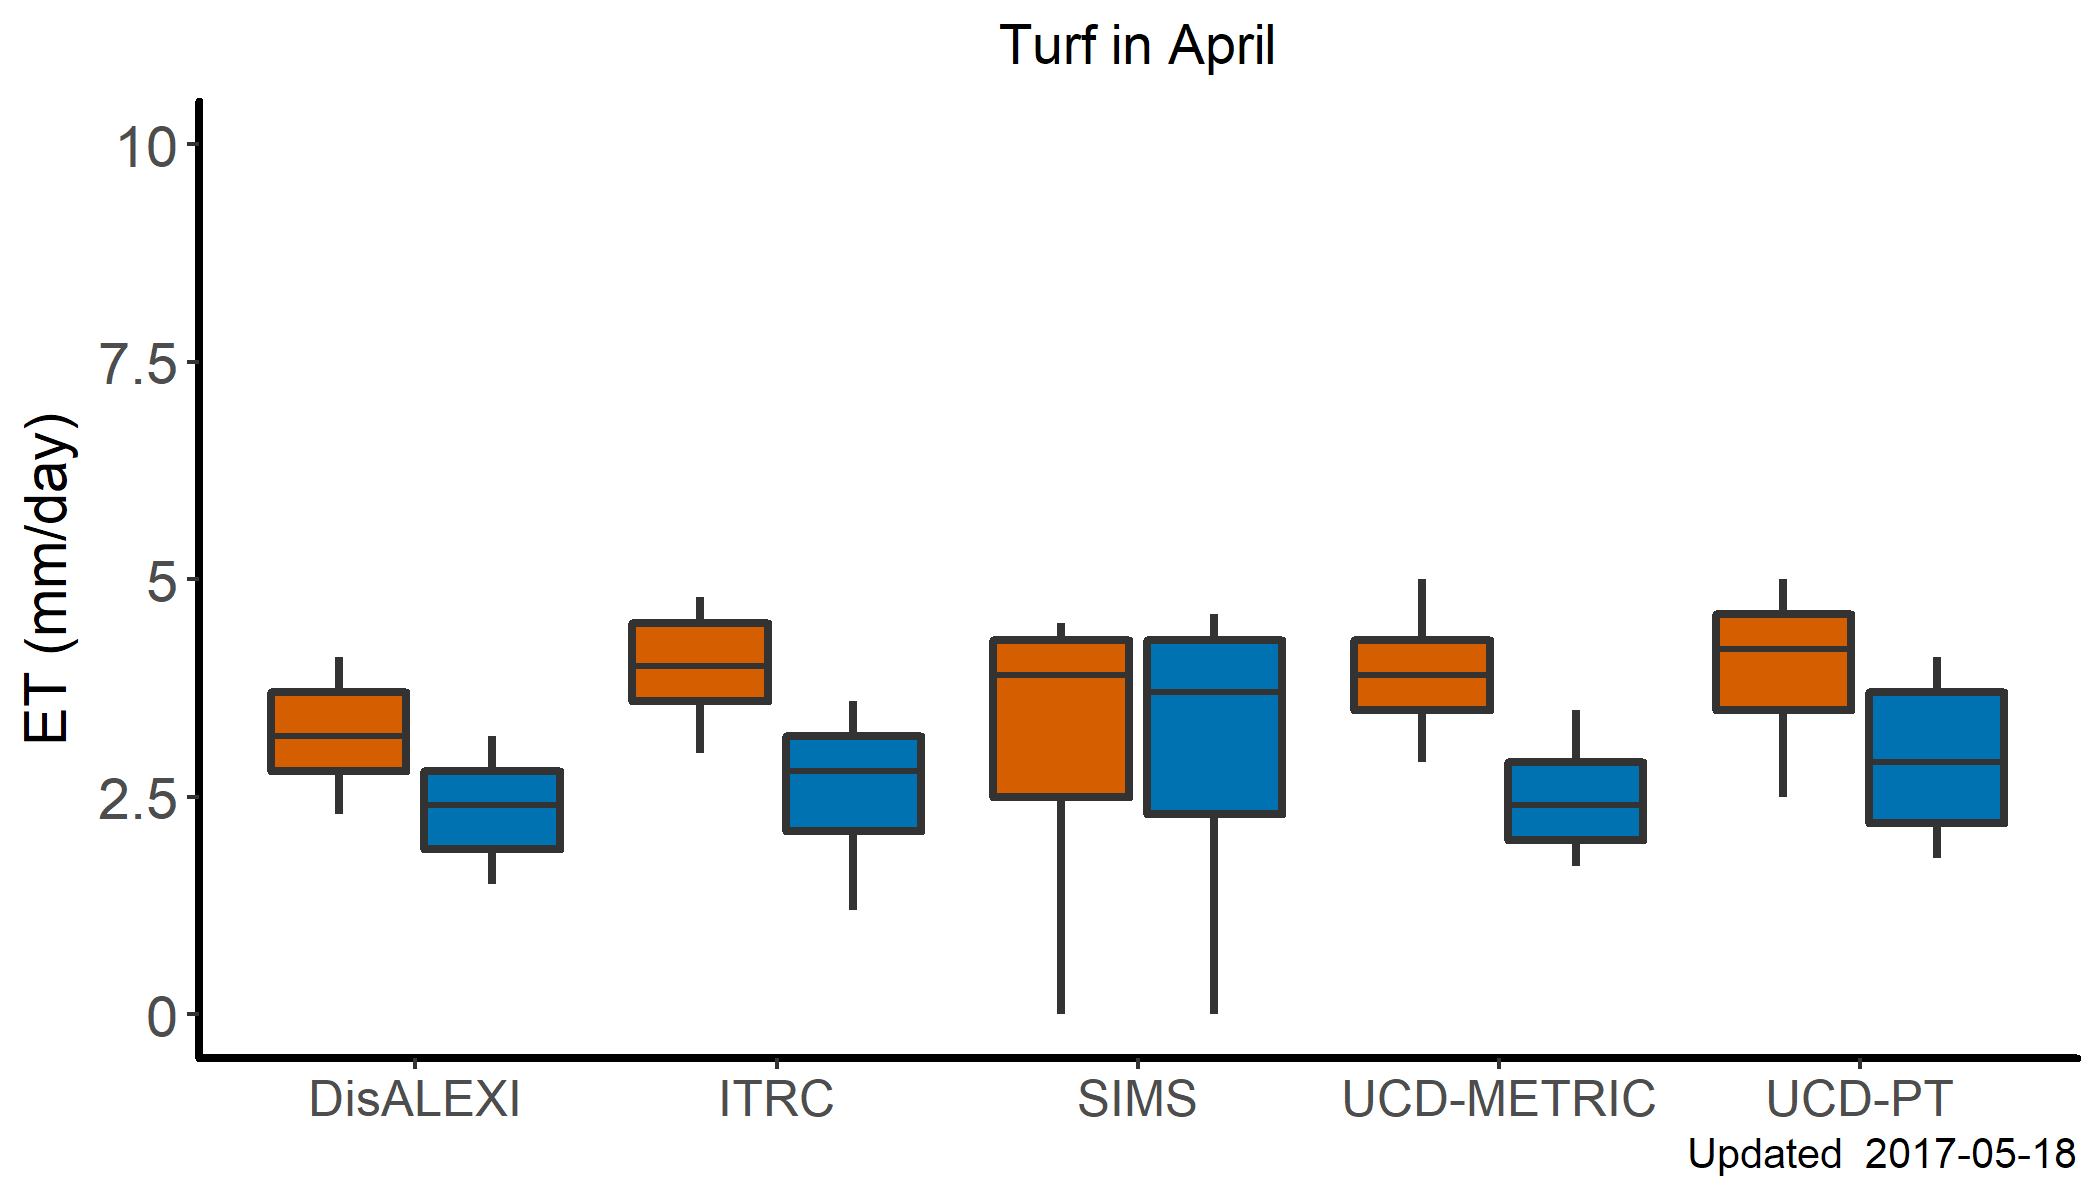 Turf in April
ET (mm/day)
10
7.5
5
2.5
0
DisALEXI
ITRC
SIMS
UCD-METRIC
UCD-PT
Updated  2017-05-18